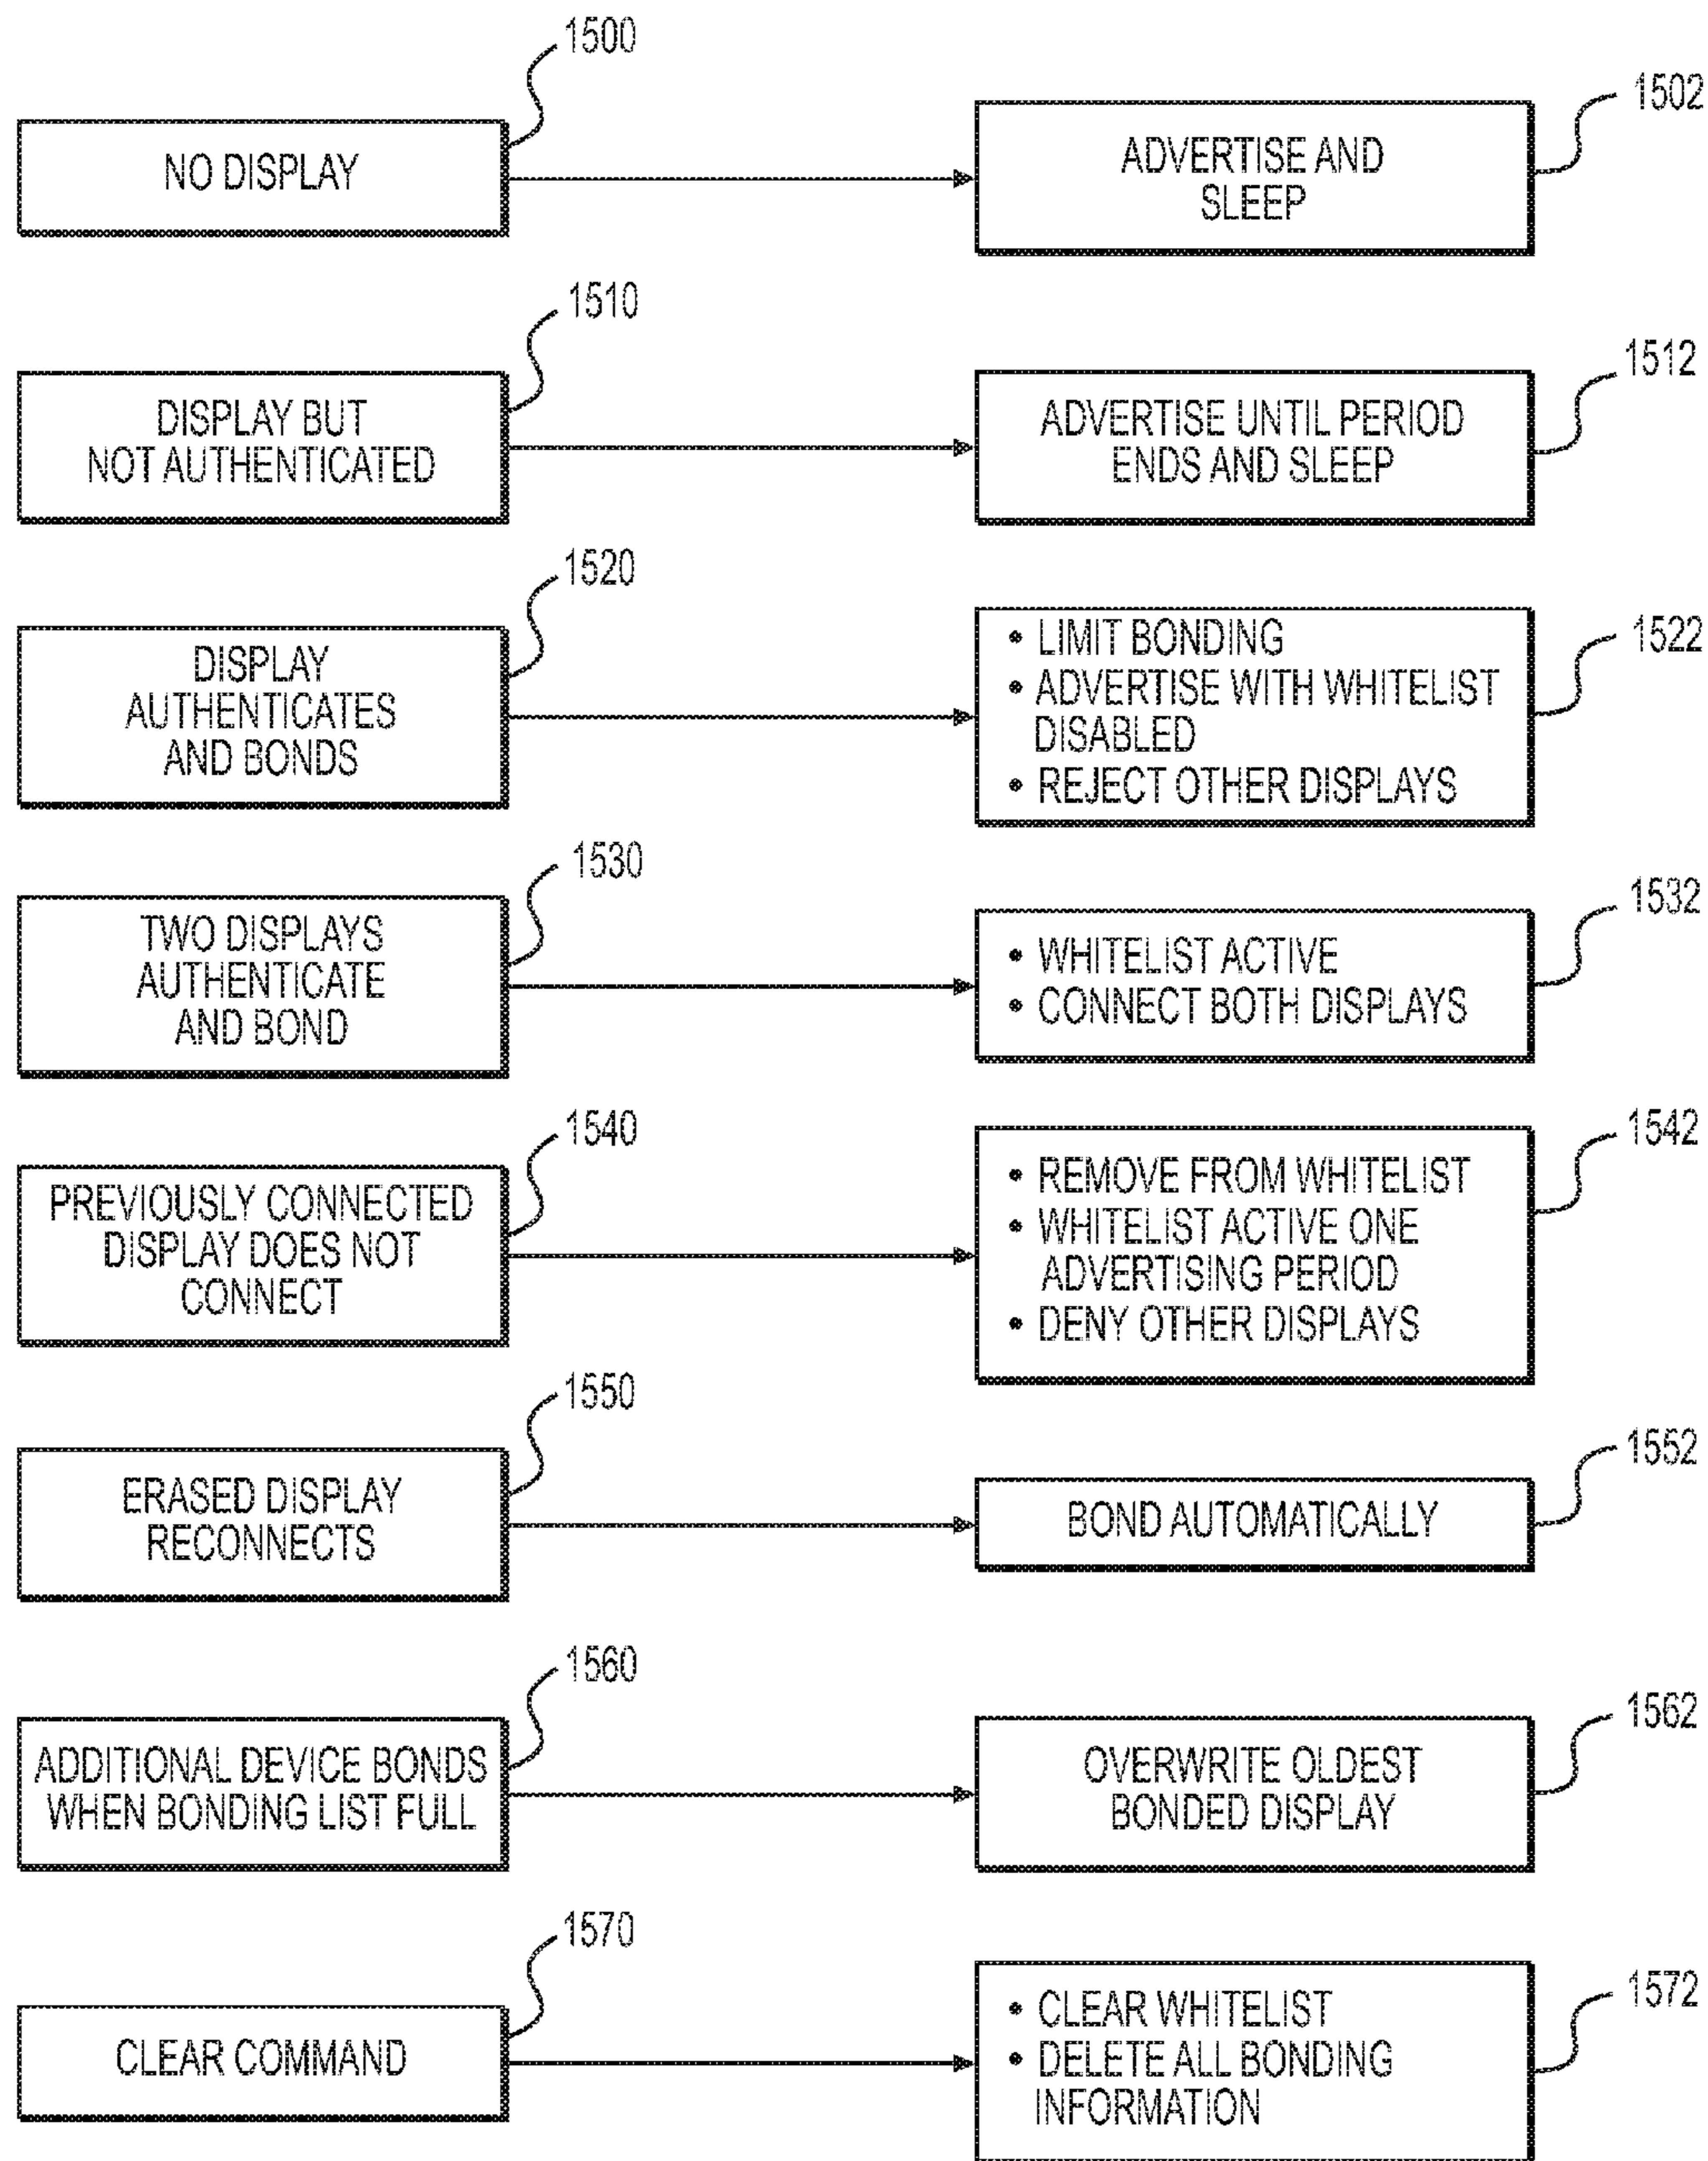 1500
NO DISPLAY
1502
ADVERTISE AND
SLEEP
1510
DISPLAY BUT
NOT AUTHENTICATED
1512
ADVERTISE UNTIL PERIOD
ENDS AND SLEEP
1520
DISPLAY
AUTHENTICATES
AND BONDS
1522
• LIMIT BONDING
• ADVERTISE WITH WHITELIST
DISABLED
• REJECT OTHER DISPLAYS
1530
TWO DISPLAYS
AUTHENTICATE
AND BOND
1532
• WHITELIST ACTIVE
• CONNECT BOTH DISPLAYS
1540
PREVIOUSLY CONNECTED
DISPLAY DOES NOT
CONNECT
1542
• REMOVE FROM WHITELIST
• WHITELIST ACTIVE ONE
ADVERTISING PERIOD
• DENY OTHER DISPLAYS
1550
ERASED DISPLAY
RECONNECTS
1552
BOND AUTOMATICALLY
1560
ADDITIONAL DEVICE BONDS
WHEN BONDING LIST FULL
1562
OVERWRITE OLDEST
BONDED DISPLAY
1570
CLEAR COMMAND
1572
• CLEAR WHITELIST
• DELETE ALL BONDING
INFORMATION